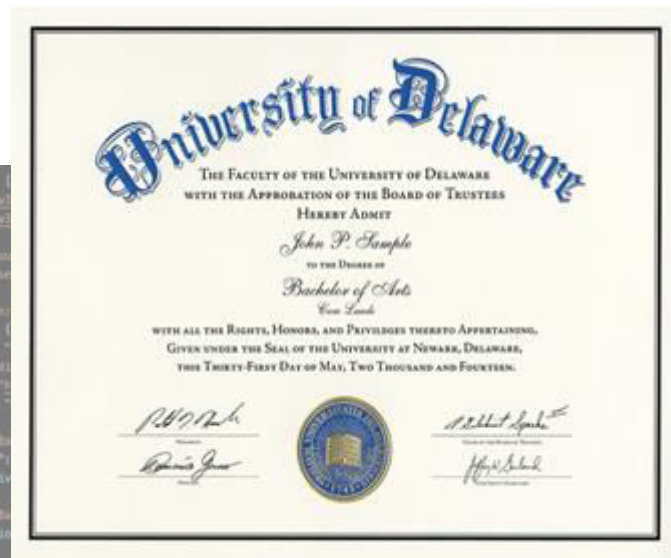 University of Delaware
THE FACULTY OF THE UNIVERSITY OF DELAWARE
WITH THE APPROBATION OF THE BOARD OF TRUSTEES
HEREBY ADMIT
John P. Sample
TO THE DEGREE OF
Bachelor of Arts
Cum Laude
WITH ALL THE RIGHTS, HONORS, AND PRIVILEGES THERETO APPERTAINING,
GIVEN UNDER THE SEAL OF THE UNIVERSITY AT NEWARK, DELAWARE,
THIS THIRTY-FIRST DAY OF MAY, TWO THOUSAND AND FOURTEEN.
1743